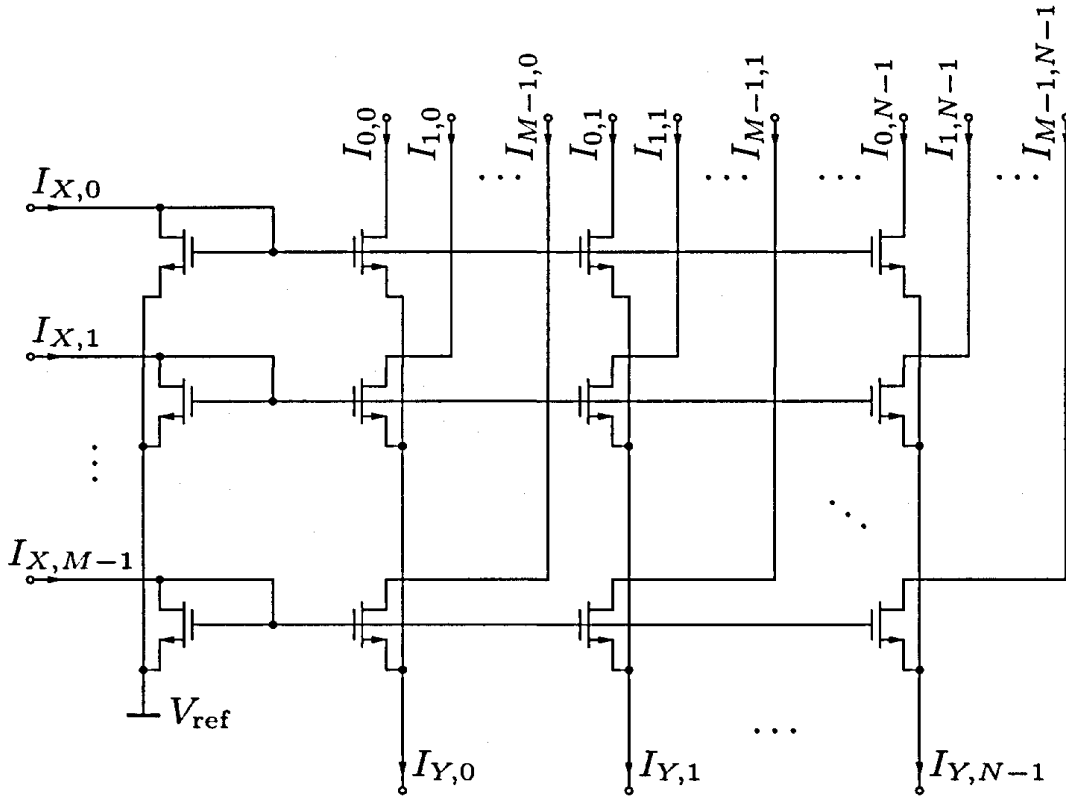 I_{0,0}
I_{1,0}
I_{M−1,0}
I_{0,1}
I_{1,1}
I_{M−1,1}
I_{0,N−1}
I_{1,N−1}
I_{M−1,N−1}
I_{X,0}
I_{X,1}
I_{X,M−1}
V_{ref}
I_{Y,0}
I_{Y,1}
I_{Y,N−1}